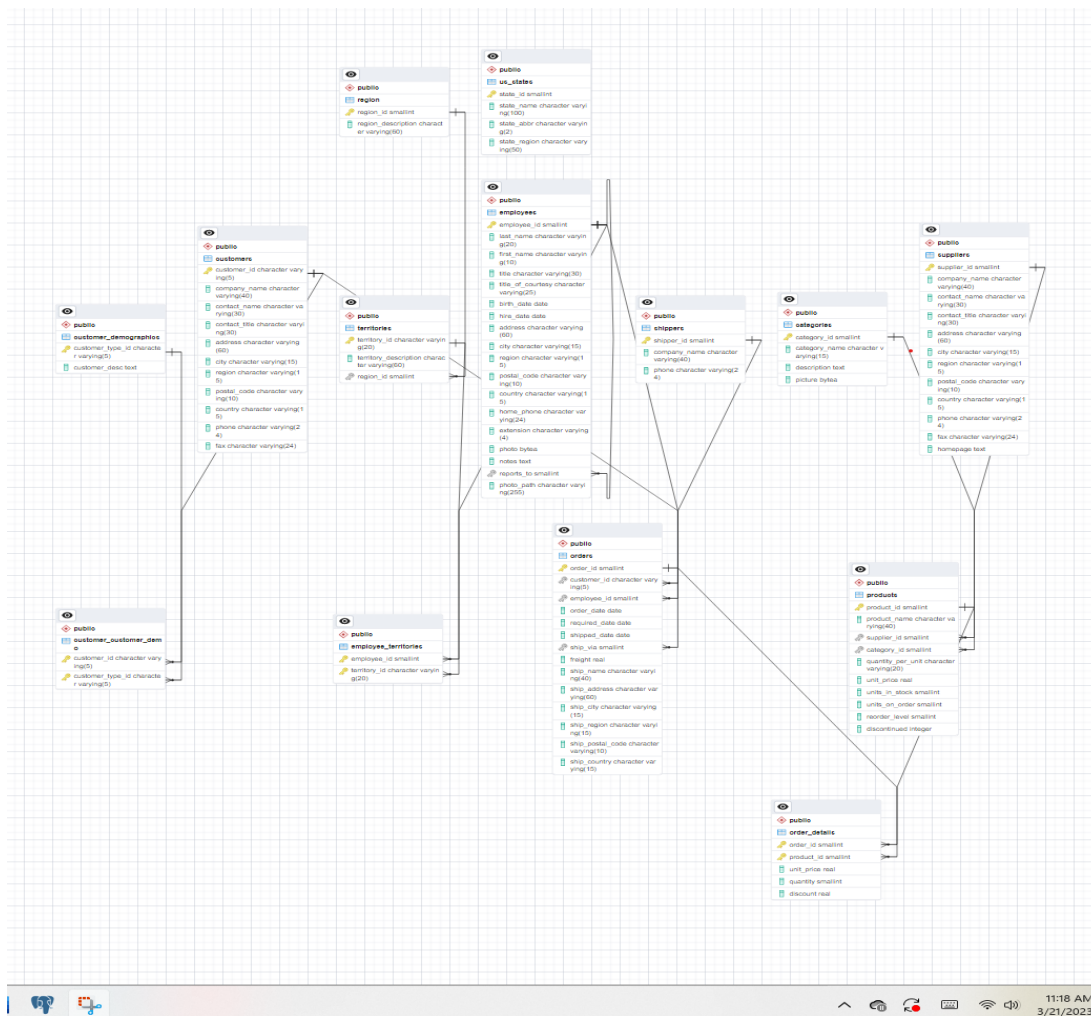 public
us_states
state_id smallint
state_name character varyi
ng(100)
state_abbr character varyin
g(2)
state_region character vary
ing(50)
public
region
region_id smallint
region_description charact
er varying(60)
public
employees
employee_id smallint
last_name character varyin
g(20)
first_name character varyin
g(10)
title character varying(30)
title_of_courtesy character
varying(25)
birth_date date
hire_date date
address character varying
(60)
city character varying(15)
region character varying(1
5)
postal_code character varyi
ng(10)
country character varying(1
5)
home_phone character var
ying(24)
extension character varying
(4)
photo bytea
notes text
reports_to smallint
photo_path character varyi
ng(255)
public
customers
customer_id character vary
ing(5)
company_name character
varying(40)
contact_name character va
rying(30)
contact_title character varyi
ng(30)
address character varying
(60)
city character varying(15)
region character varying(1
5)
postal_code character var
ying(10)
country character varying(1
5)
phone character varying(2
4)
fax character varying(24)
public
suppliers
supplier_id smallint
company_name character
varying(40)
contact_name character va
rying(30)
contact_title character varyi
ng(30)
address character varying
(60)
city character varying(15)
region character varying(1
5)
postal_code character vary
ing(10)
country character varying(1
5)
phone character varying(2
4)
fax character varying(24)
homepage text
public
customer_demographics
customer_type_id characte
r varying(5)
customer_desc text
public
territories
territory_id character varyin
g(20)
territory_description charac
ter varying(60)
region_id smallint
public
shippers
shipper_id smallint
company_name character
varying(40)
phone character varying(2
4)
public
categories
category_id smallint
category_name character v
arying(15)
description text
picture bytea
public
orders
order_id smallint
customer_id character vary
ing(5)
employee_id smallint
order_date date
required_date date
shipped_date date
ship_via smallint
freight real
ship_name character varyi
ng(40)
ship_address character var
ying(60)
ship_city character varying
(15)
ship_region character varyi
ng(15)
ship_postal_code character
varying(10)
ship_country character var
ying(15)
public
products
product_id smallint
product_name character va
rying(40)
supplier_id smallint
category_id smallint
quantity_per_unit character
varying(20)
unit_price real
units_in_stock smallint
units_on_order smallint
reorder_level smallint
discontinued integer
public
customer_customer_dem
o
customer_id character vary
ing(5)
customer_type_id characte
r varying(5)
public
employee_territories
employee_id smallint
territory_id character varyin
g(20)
public
order_details
order_id smallint
product_id smallint
unit_price real
quantity smallint
discount real
11:18 AM